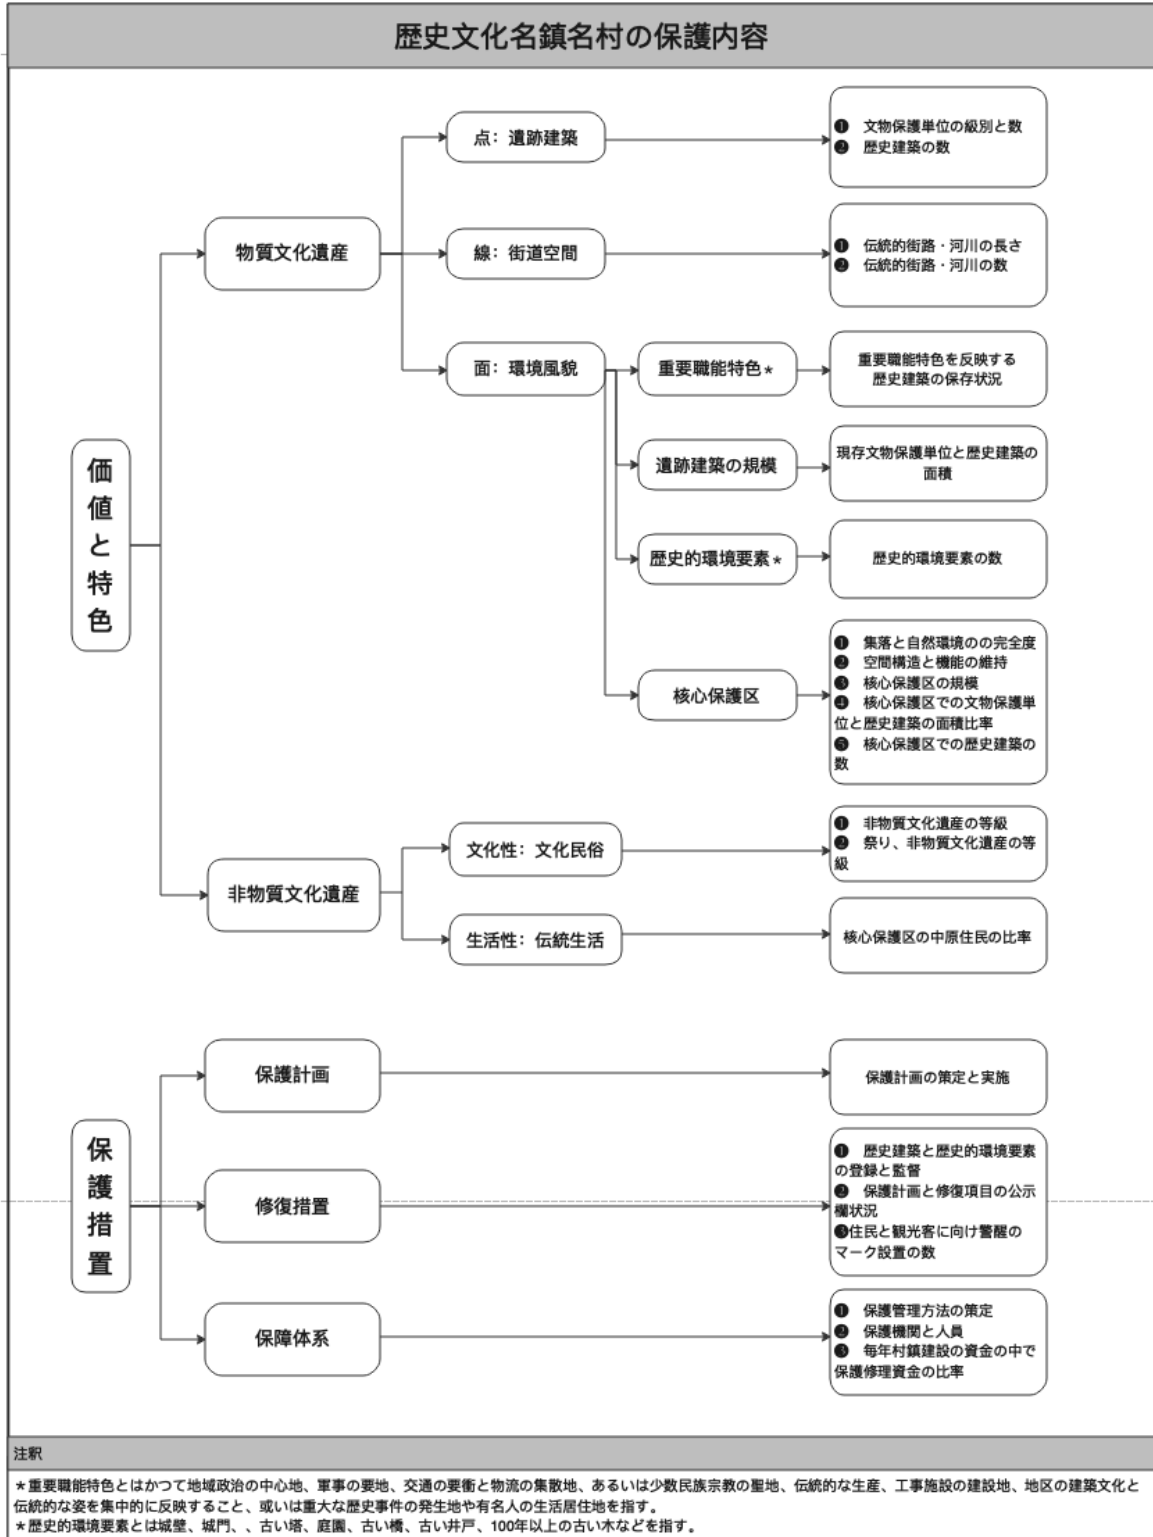 歴史文化名鎮名村の保護内容
価値と特色
物質文化遺産
点：遺跡建築
❶　文物保護単位の級別と数
❷　歴史建築の数
線：街道空間
❶　伝統的街路・河川の長さ
❷　伝統的街路・河川の数
面：環境風貌
重要職能特色*
重要職能特色を反映する
歴史建築の保存状況
遺跡建築の規模
現存文物保護単位と歴史建築の
面積
歴史的環境要素*
歴史的環境要素の数
核心保護区
❶　集落と自然環境のの完全度
❷　空間構造と機能の維持
❸　核心保護区の規模
❹　核心保護区での文物保護単
位と歴史建築の面積比率
❺　核心保護区での歴史建築の
数
非物質文化遺産
文化性：文化民俗
❶　非物質文化遺産の等級
❷　祭り、非物質文化遺産の等
級
生活性：伝統生活
核心保護区の中原住民の比率
保護措置
保護計画
保護計画の策定と実施
修復措置
❶　歴史建築と歴史的環境要素
の登録と監督
❷　保護計画と修復項目の公示
欄状況
❸住民と観光客に向け警醒の
マーク設置の数
保障体系
❶　保護管理方法の策定
❷　保護機関と人員
❸　毎年村鎮建設の資金の中で
保護修理資金の比率
注釈
*重要職能特色とはかつて地域政治の中心地、軍事の要地、交通の要衝と物流の集散地、あるいは少数民族宗教の聖地、伝統的な生産、工事施設の建設地、地区の建築文化と
伝統的な姿を集中的に反映すること、或いは重大な歴史事件の発生地や有名人の生活居住地を指す。
*歴史的環境要素とは城壁、城門、、古い塔、庭園、古い橋、古い井戸、100年以上の古い木などを指す。